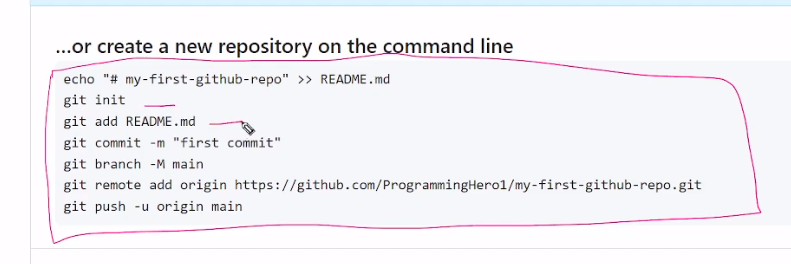 ...or create a new repository on the command line
echo "# my-first-github-repo" >> README.md
git init
git add README.md
git commit -m "first commit"
git branch -M main
git remote add origin https://github.com/ProgrammingHero1/my-first-github-repo.git
git push -u origin main